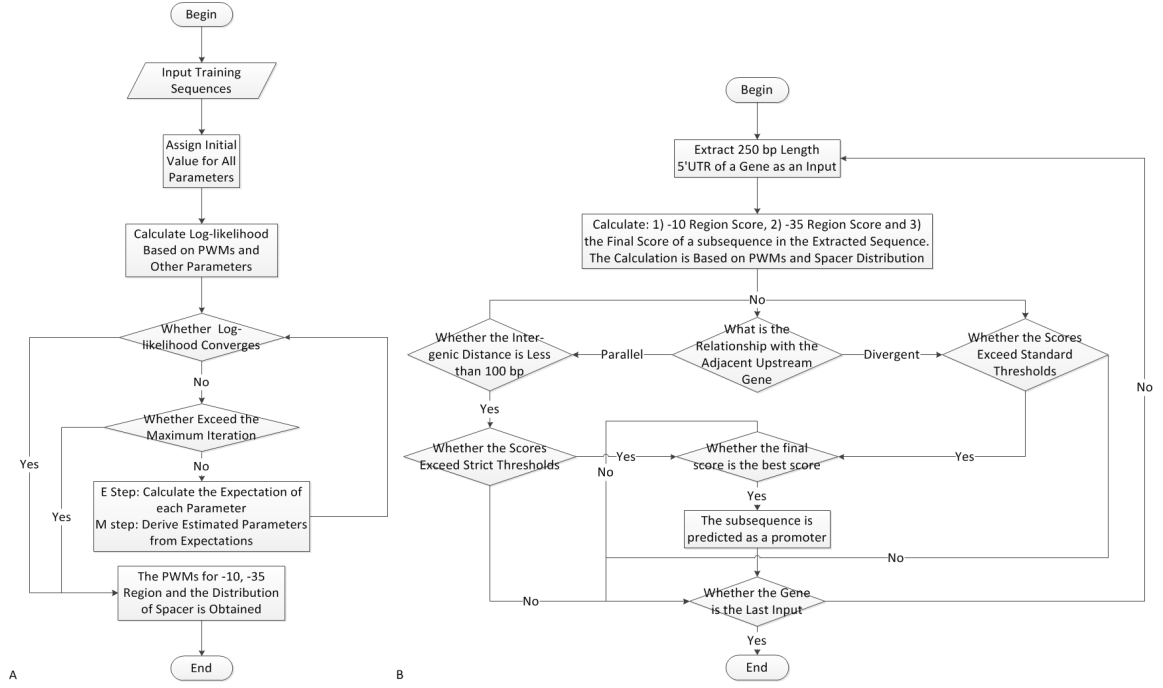 Begin
Input Training
Sequences
Assign Initial
Value for All
Parameters
Calculate Log-likelihood
Based on PWMs and
Other Parameters
Whether Log-
likelihood Converges
No
Whether Exceed the
Maximum Iteration
No
Yes
Yes
E Step: Calculate the Expectation of
each Parameter
M step: Derive Estimated Parameters
from Expectations
The PWMs for -10, -35
Region and the Distribution
of Spacer is Obtained
End
A
Begin
Extract 250 bp Length
5'UTR of a Gene as an Input
Calculate: 1) -10 Region Score, 2) -35 Region Score and 3)
the Final Score of a subsequence in the Extracted Sequence.
The Calculation is Based on PWMs and Spacer Distribution
No
Whether the Inter-
genic Distance is Less
than 100 bp
Parallel
What is the
Relationship with the
Adjacent Upstream
Gene
Divergent
Whether the Scores
Exceed Standard
Thresholds
No
Yes
Whether the Scores
Exceed Strict Thresholds
Yes
No
Whether the final
score is the best score
Yes
Yes
The subsequence is
predicted as a promoter
No
No
Whether the Gene
is the Last Input
Yes
End
B